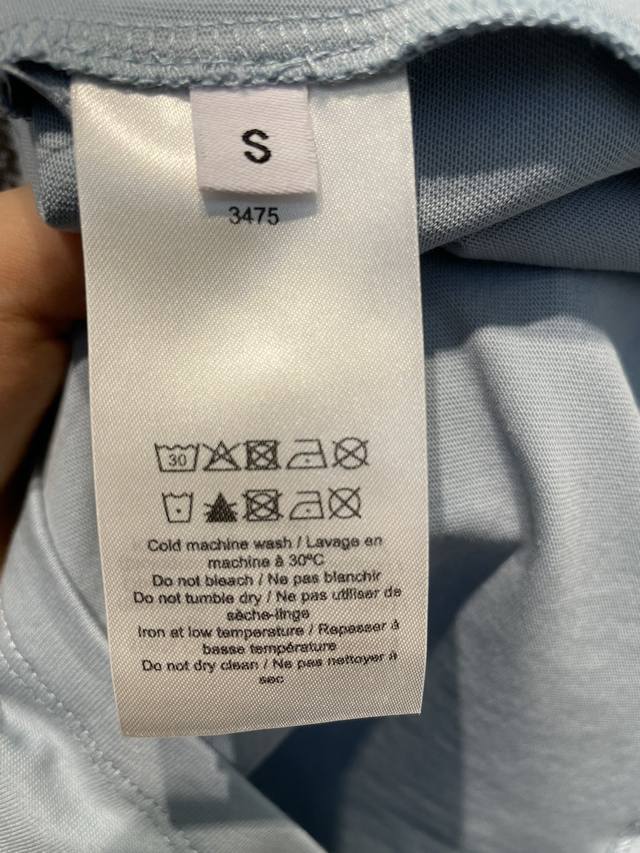 S
3475
30
Cold machine wash / Lavage en
machine à 30ºC
Do not bleach / Ne pas blanchir
Do not tumble dry / Ne pas utiliser de
sèche-linge
Iron at low temperature / Repasser à
basse température
Do not dry clean / Ne pas nettoyer à
sec